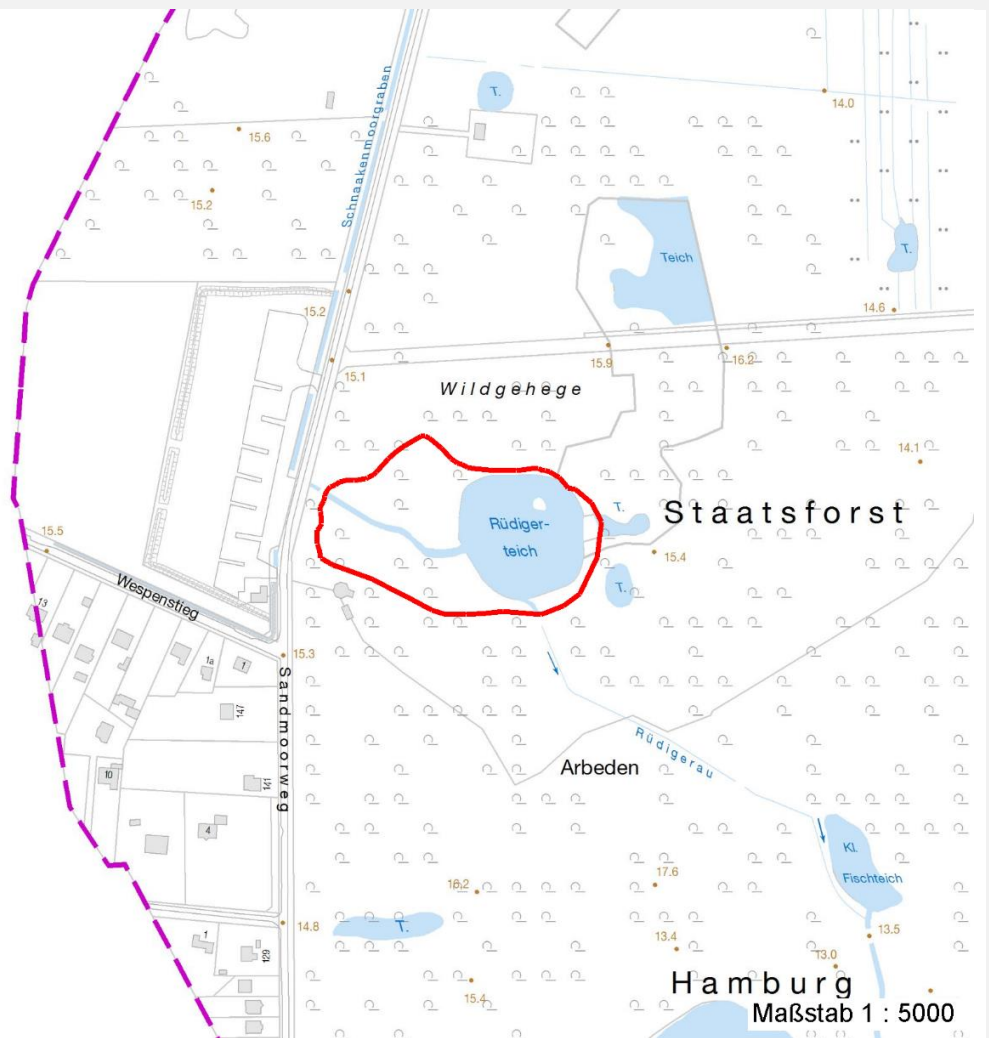 T.
14.0
15.6
Schnaakenmoorgraben
15.2
Teich
T.
15.2
14.6
15.1
15.9
16.2
Wildgehege
14.1
T.
Staatsforst
Rüdiger-
teich
15.5
15.4
Wespenstieg
T.
13
15.3
1a
1
Sandmoorweg
147
Rüdigerau
Arbeden
10
141
4
Kl.
Fischteich
16.2
17.6
14.8
T.
1
129
13.4
13.5
13.0
15.4
Hamburg
Maßstab 1 : 5000